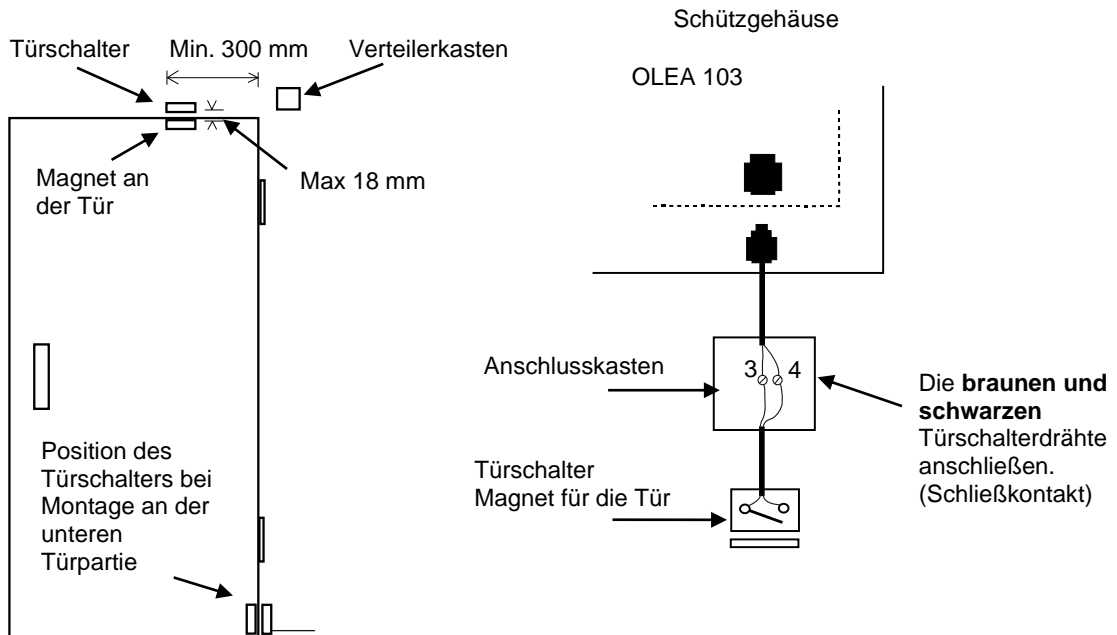 Schützgehäuse
Türschalter
Min. 300 mm
Verteilerkasten
OLEA 103
Magnet an
der Tür
Max 18 mm
Anschlusskasten
3
4
Die braunen und
schwarzen
Türschalterdrähte
anschließen.
(Schließkontakt)
Position des
Türschalters bei
Montage an der
unteren
Türpartie
Türschalter
Magnet für die Tür